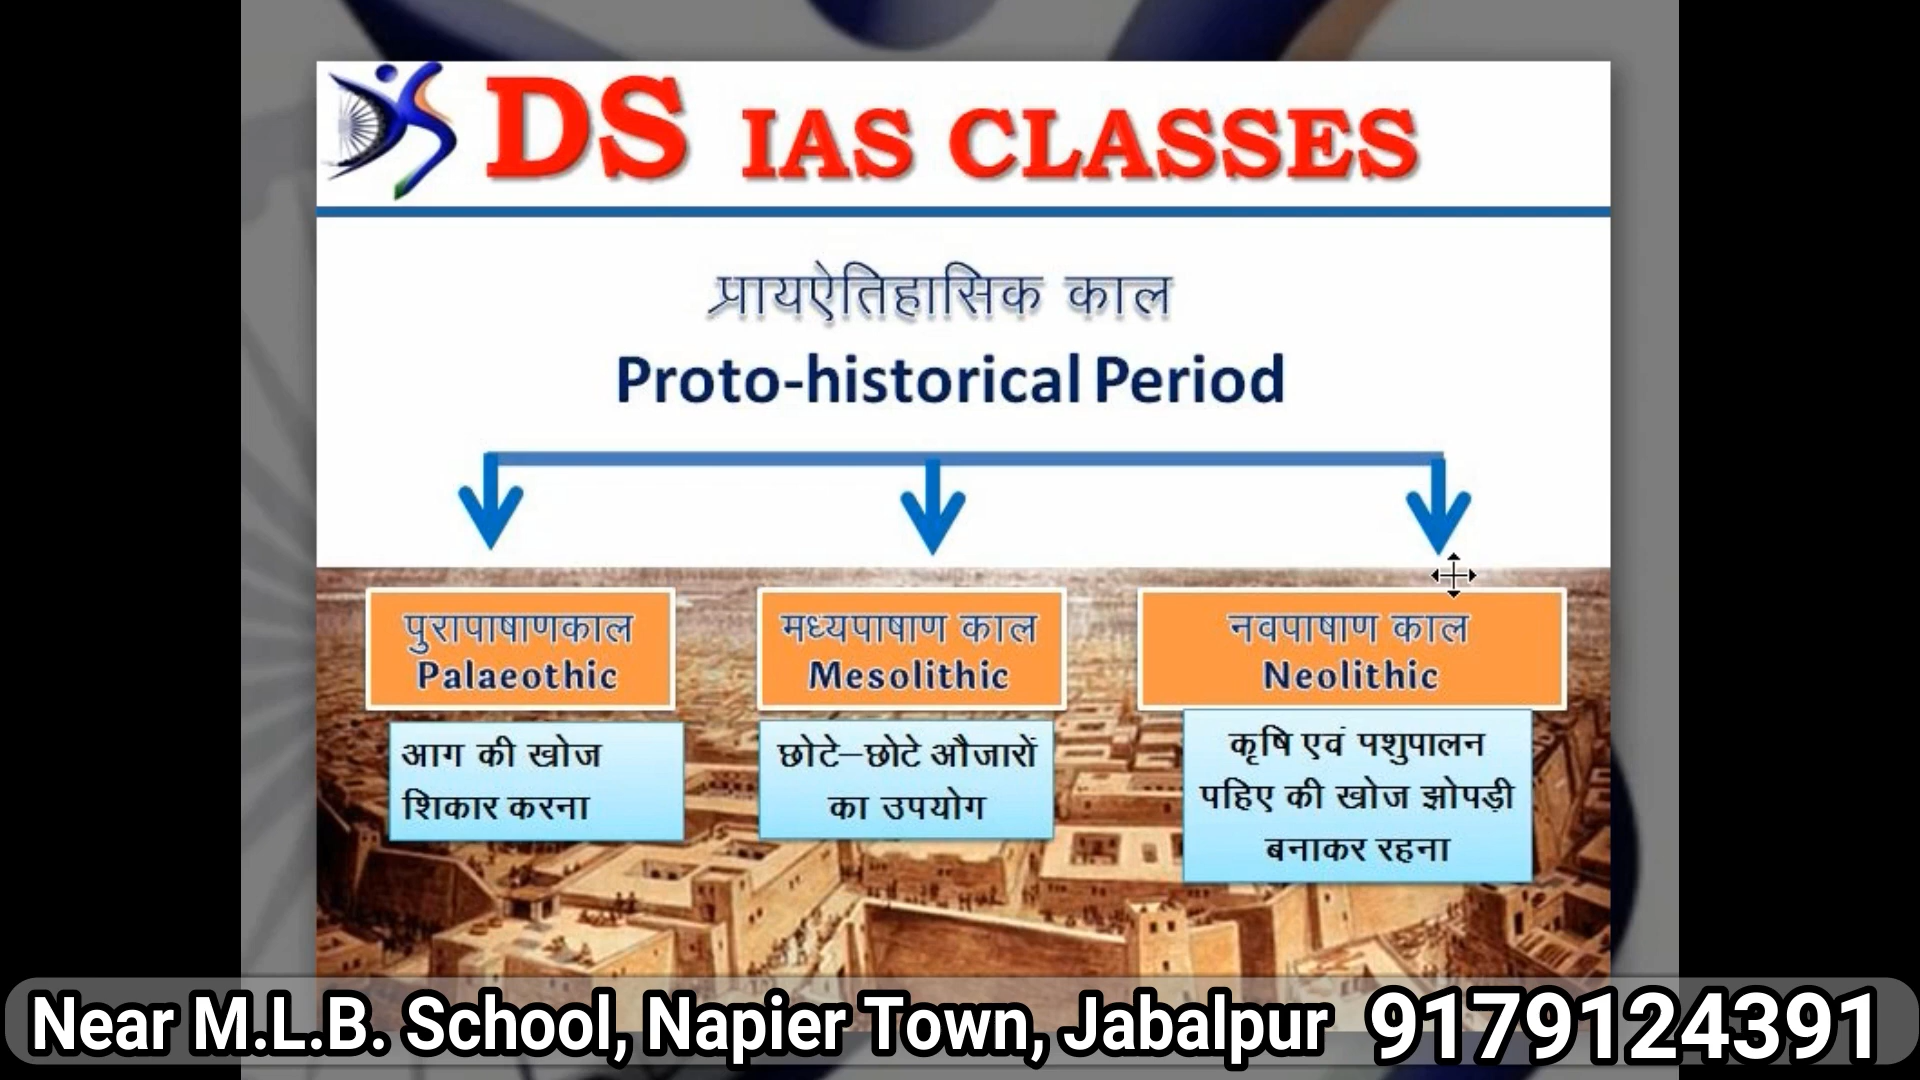 DS IAS CLASSES
प्रायऐतिहासिक काल
Proto-historical Period
पुरापाषाणकाल
Palaeothic
मध्यपाषाण काल
Mesolithic
नवपाषाण काल
Neolithic
आग की खोज
शिकार करना
छोटे–छोटे औजारों
का उपयोग
कृषि एवं पशुपालन
पहिए की खोज झोपड़ी
बनाकर रहना
Near M.L.B. School, Napier Town, Jabalpur 9179124391